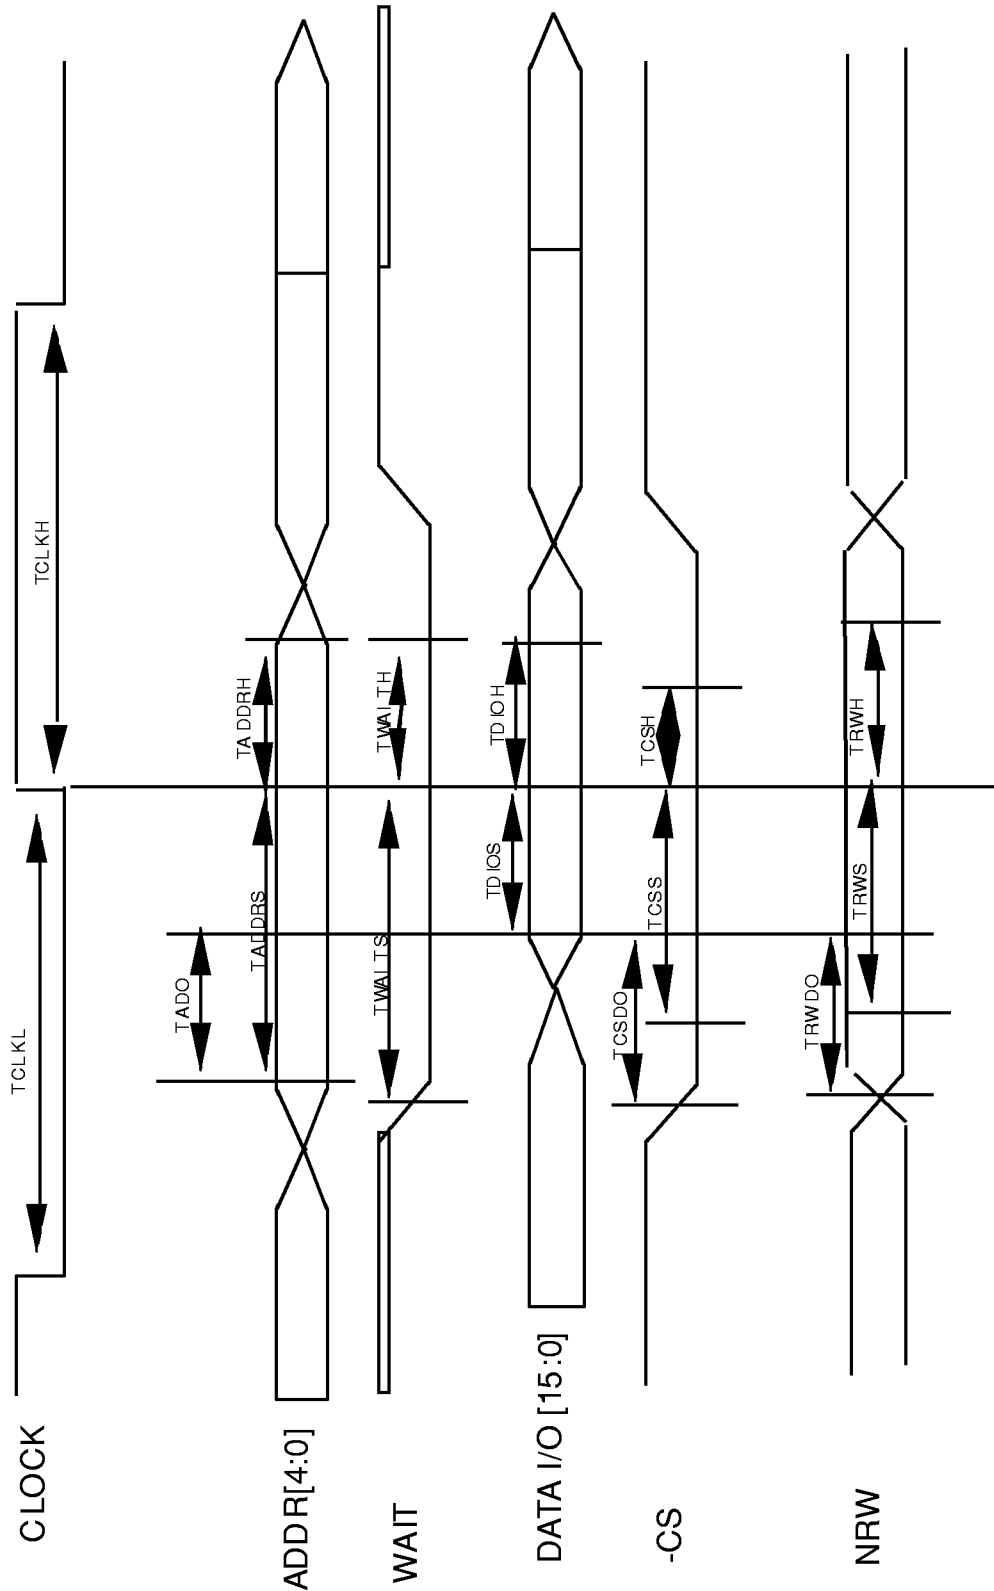 CLOCK
TCLKL
TCLKH
ADDR[4:0]
TADO
TADDRS
TADDRH
WAIT
TWAITS
TWAITH
DATA I/O [15:0]
TDIOS
TDIOH
-CS
TCSDO
TCSS
TCSH
NRW
TRWDO
TRWS
TRWH